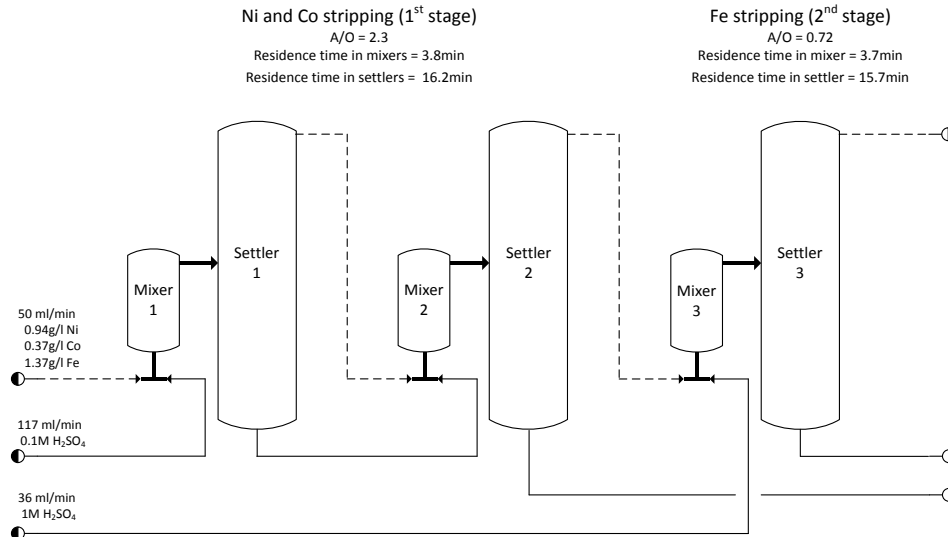 Ni and Co stripping (1st stage)
A/O = 2.3
Residence time in mixers = 3.8min
Residence time in settlers = 16.2min
Fe stripping (2nd stage)
A/O = 0.72
Residence time in mixer = 3.7min
Residence time in settler = 15.7min
Settler
1
Settler
2
Settler
3
Mixer
1
Mixer
2
Mixer
3
50 ml/min
0.94g/l Ni
0.37g/l Co
1.37g/l Fe
117 ml/min
0.1M H₂SO₄
36 ml/min
1M H₂SO₄